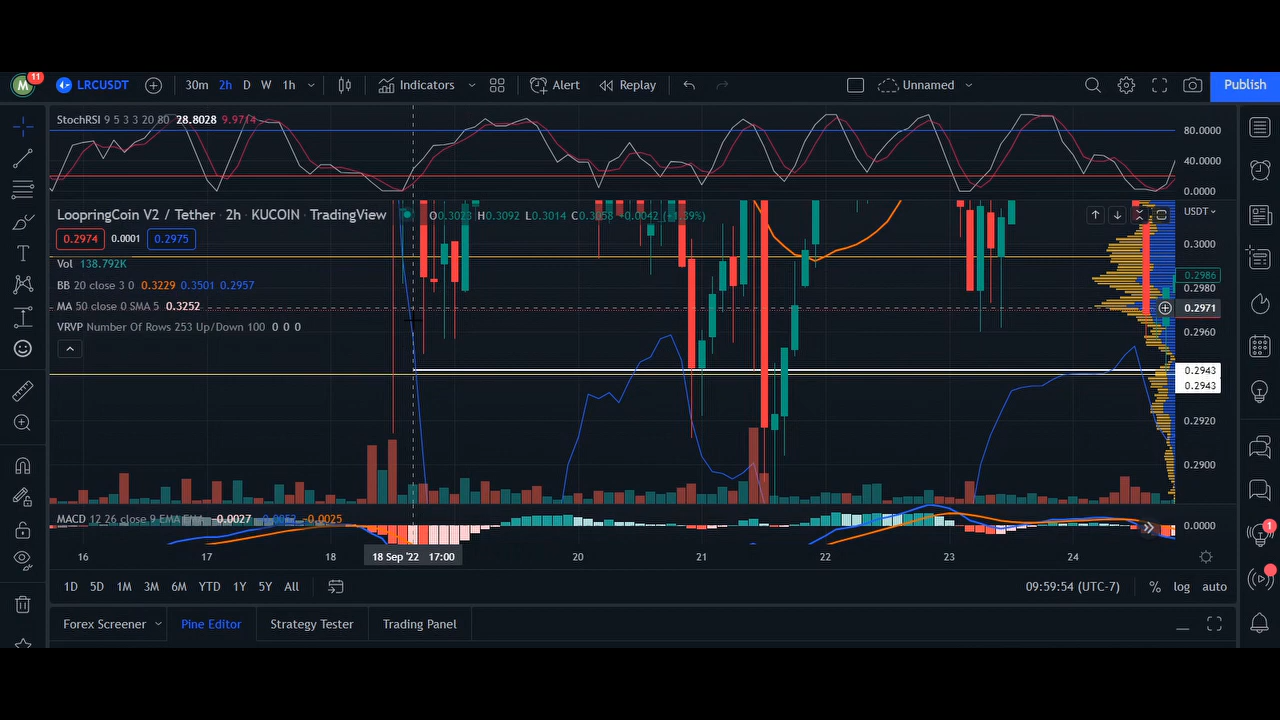 M 11 LRCUSDT 30m 2h D W 1h Indicators Alert Replay Unnamed Publish
StochRSI 9 5 3 3 20 80 28.8028 9.9714
80.0000
40.0000
0.0000
LoopringCoin V2 / Tether · 2h · KUCOIN · TradingView O0.3023 H0.3092 L0.3014 C0.3058 -0.0042 (-1.39%)
USDT
0.2974 0.0001 0.2975
0.3000
Vol 138.792K
0.2986
BB 20 close 3 0 0.3229 0.3501 0.2957
0.2980
MA 50 close 0 SMA 5 0.3252
0.2971
VRVP Number Of Rows 253 Up/Down 100 0 0 0
0.2960
0.2943
0.2943
0.2920
0.2900
MACD 12 26 close 9 EMA EMA -0.0027 -0.0052 -0.0025
0.0000
16 17 18 18 Sep '22 17:00 20 21 22 23 24
1D 5D 1M 3M 6M YTD 1Y 5Y All 09:59:54 (UTC-7) % log auto
1
Forex Screener Pine Editor Strategy Tester Trading Panel